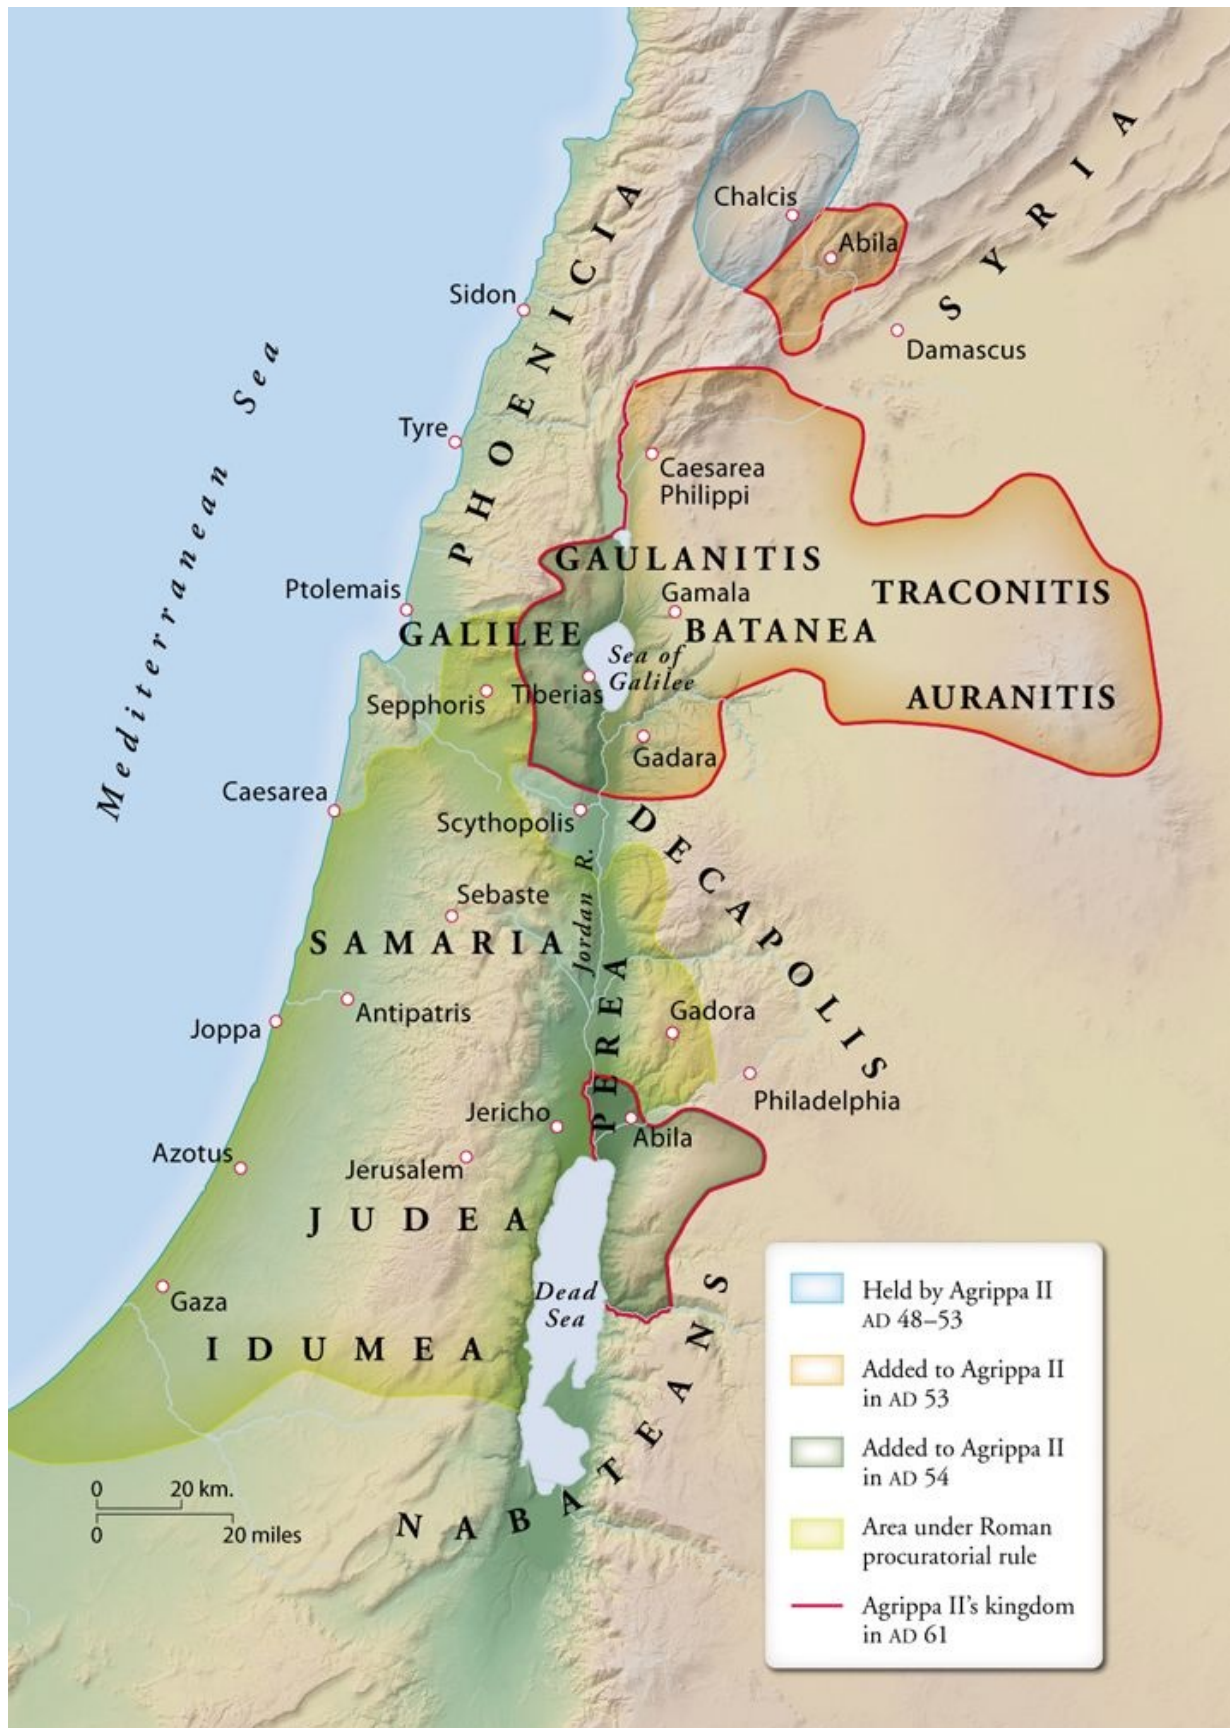 SYRIA
Chalcis
Abila
PHOENICIA
Sidon
Damascus
Mediterranean Sea
Tyre
Caesarea
Philippi
GAULANITIS
Ptolemais
Gamala
TRACONITIS
GALILEE
BATANEA
Sea of
Galilee
Sepphoris
Tiberias
AURANITIS
Gadara
Caesarea
Scythopolis
DECAPOLIS
Jordan R.
Sebaste
SAMARIA
Antipatris
Joppa
PEREA
Gadora
Philadelphia
Jericho
Abila
Azotus
Jerusalem
JUDEA
Gaza
Dead
Sea
IDUMEA
NABATEANS
0 20 km.
0 20 miles
Held by Agrippa II
AD 48–53
Added to Agrippa II
in AD 53
Added to Agrippa II
in AD 54
Area under Roman
procuratorial rule
Agrippa II's kingdom
in AD 61